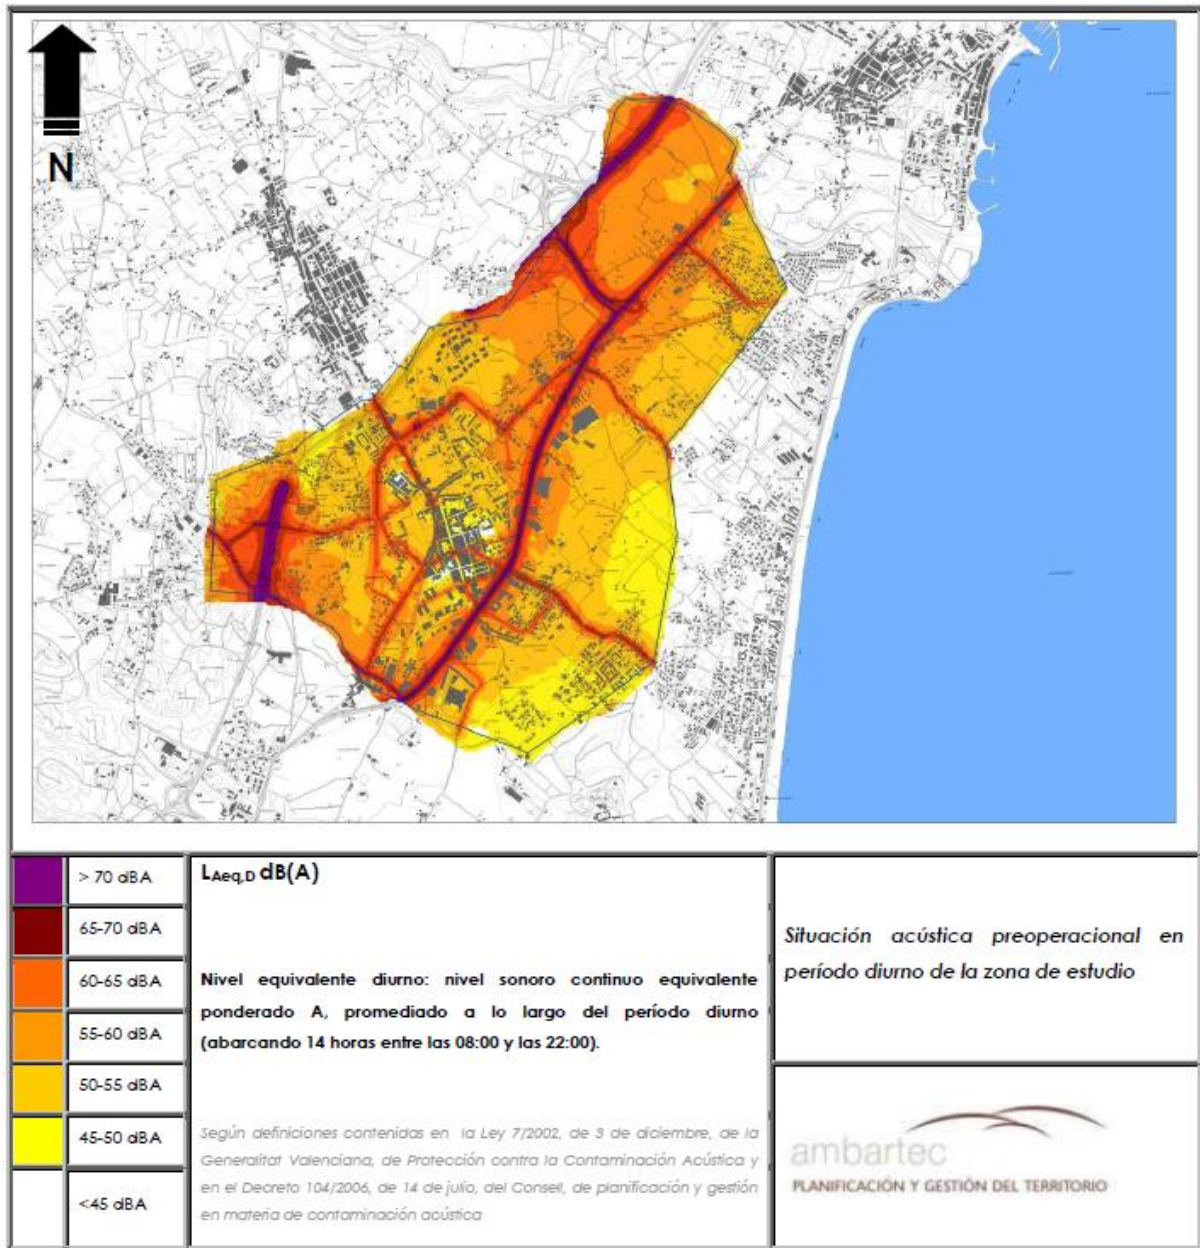 N
> 70 dBA
65-70 dBA
60-65 dBA
55-60 dBA
50-55 dBA
45-50 dBA
<45 dBA
LAeq,D dB(A)
Nivel equivalente diurno: nivel sonoro continuo equivalente
ponderado A, promediado a lo largo del período diurno
(abarcando 14 horas entre las 08:00 y las 22:00).
Según definiciones contenidas en la Ley 7/2002, de 3 de diciembre, de la
Generalitat Valenciana, de Protección contra la Contaminación Acústica y
en el Decreto 104/2006, de 14 de julio, del Consell, de planificación y gestión
en materia de contaminación acústica
Situación acústica preoperacional en
período diurno de la zona de estudio
ambartec
PLANIFICACIÓN Y GESTIÓN DEL TERRITORIO